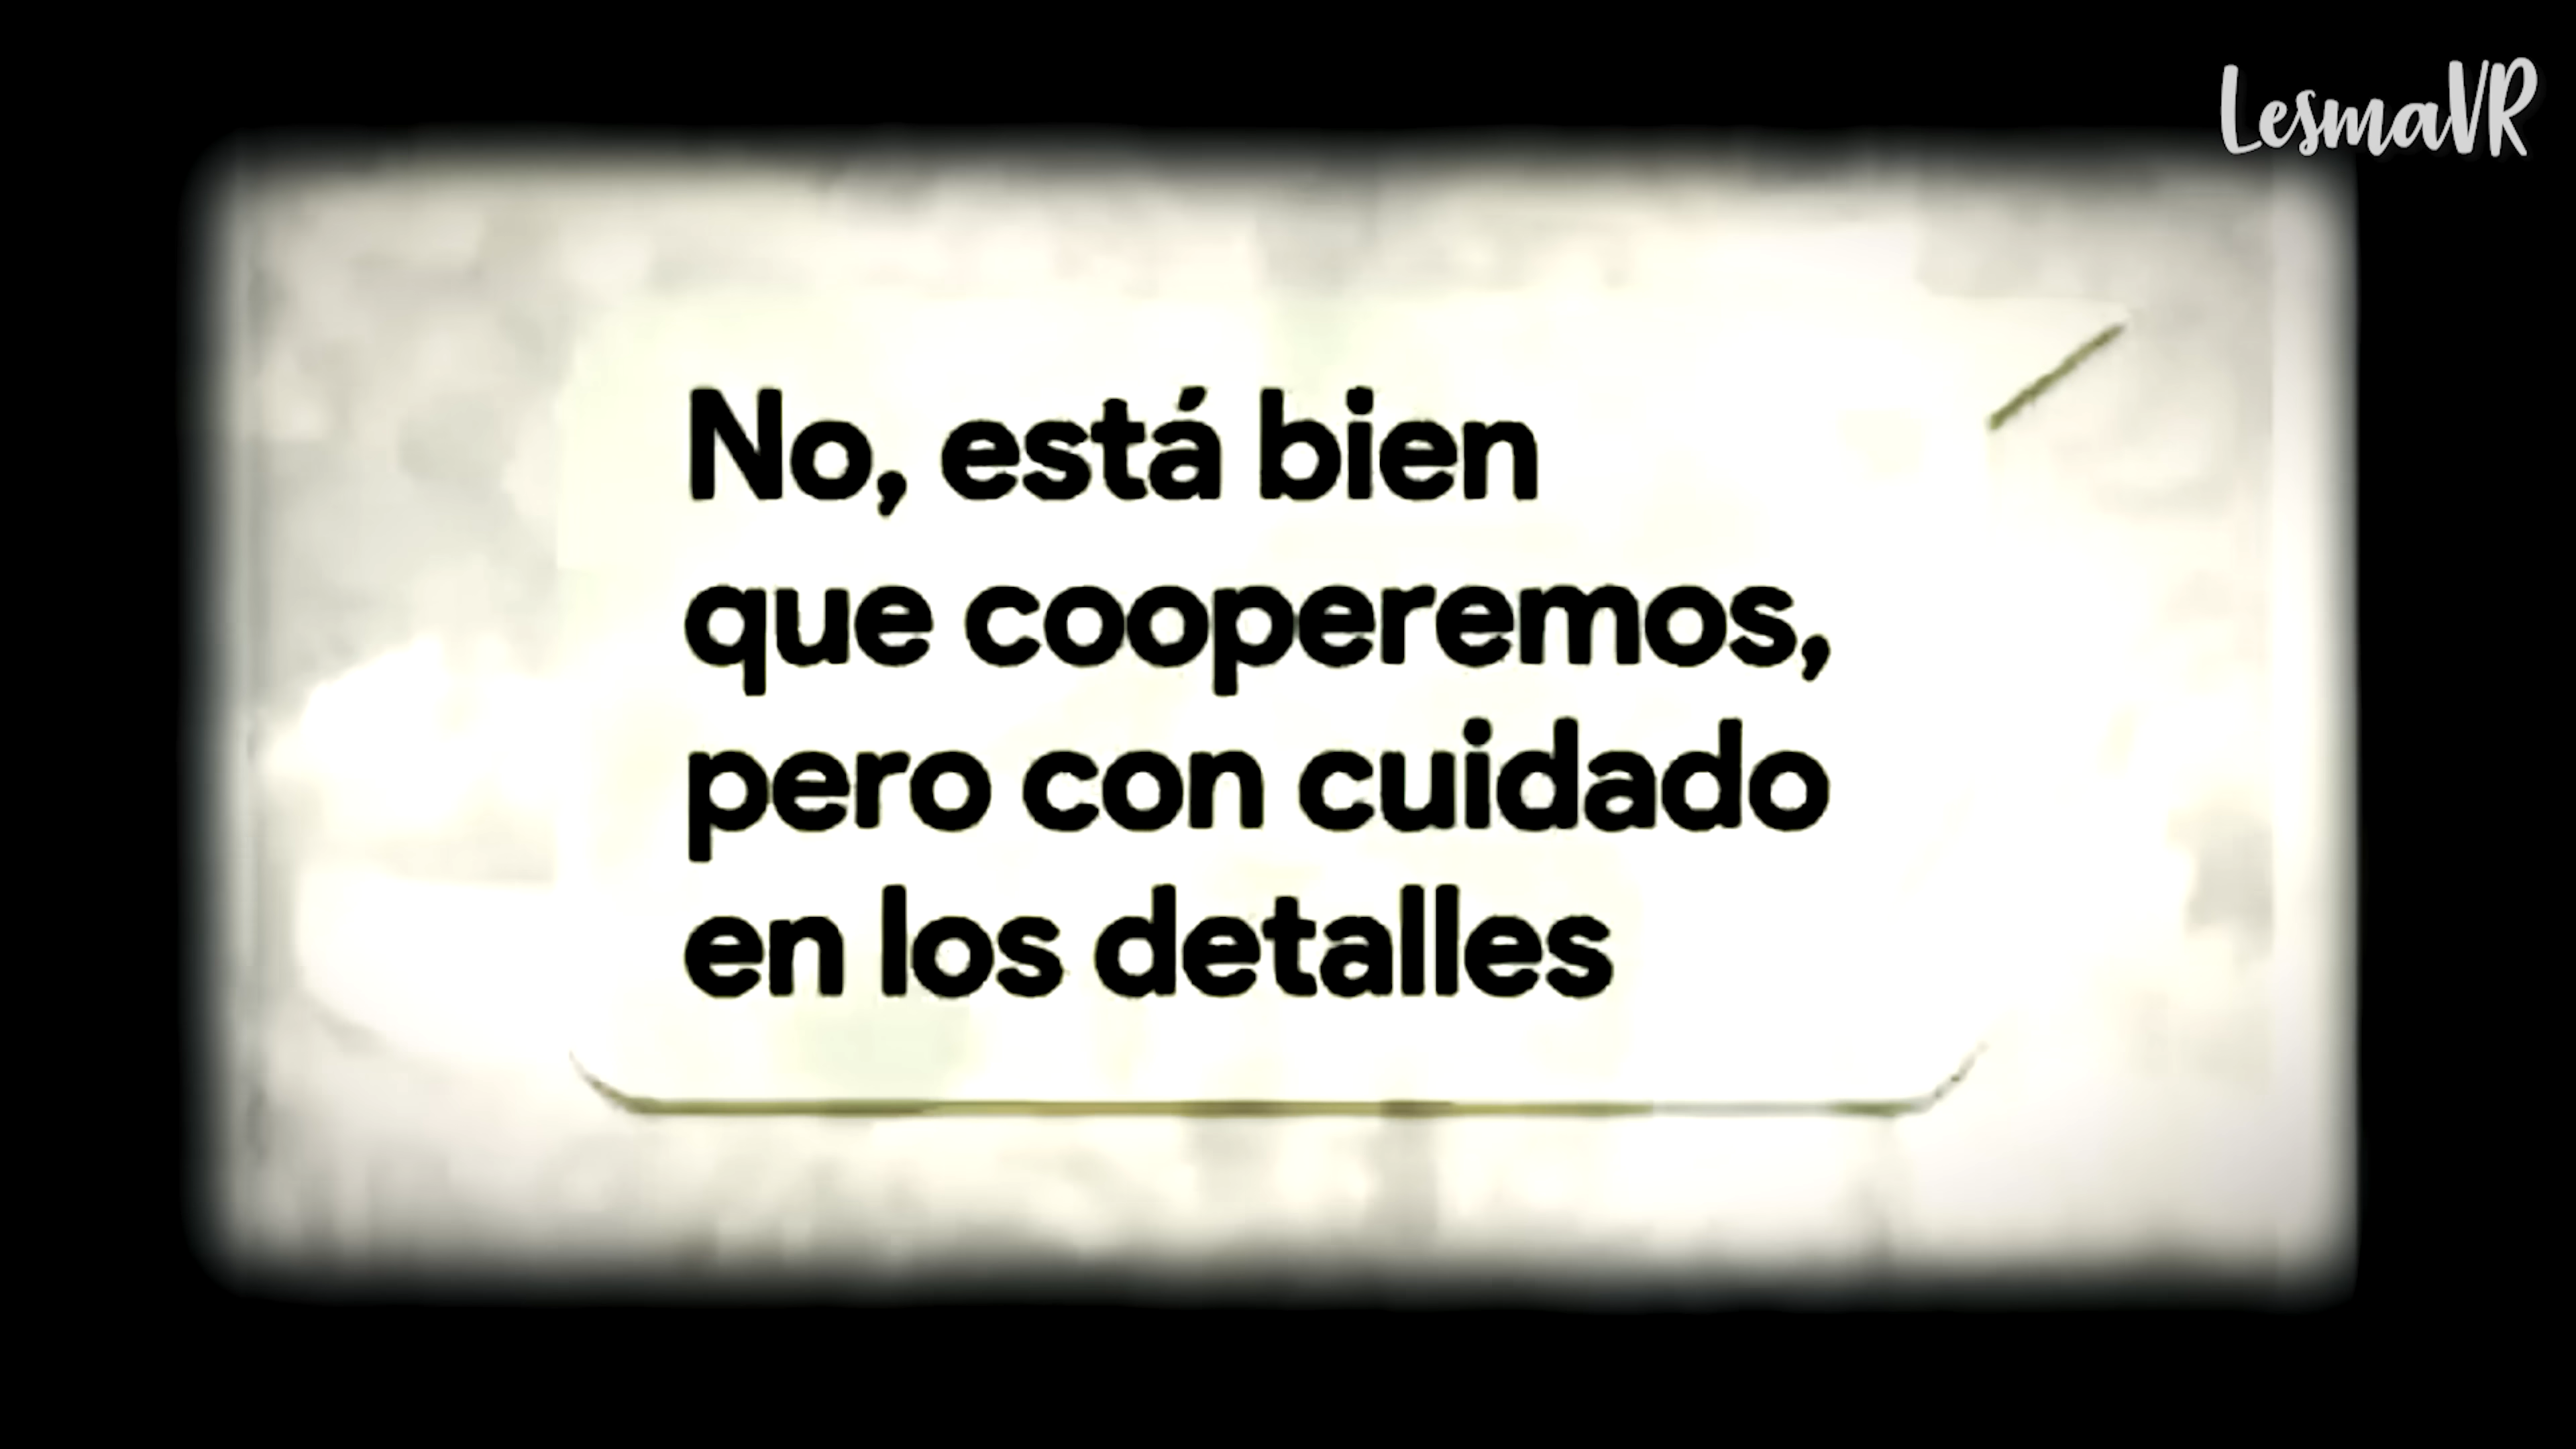 LesmaVR
No, está bien
que cooperemos,
pero con cuidado
en los detalles